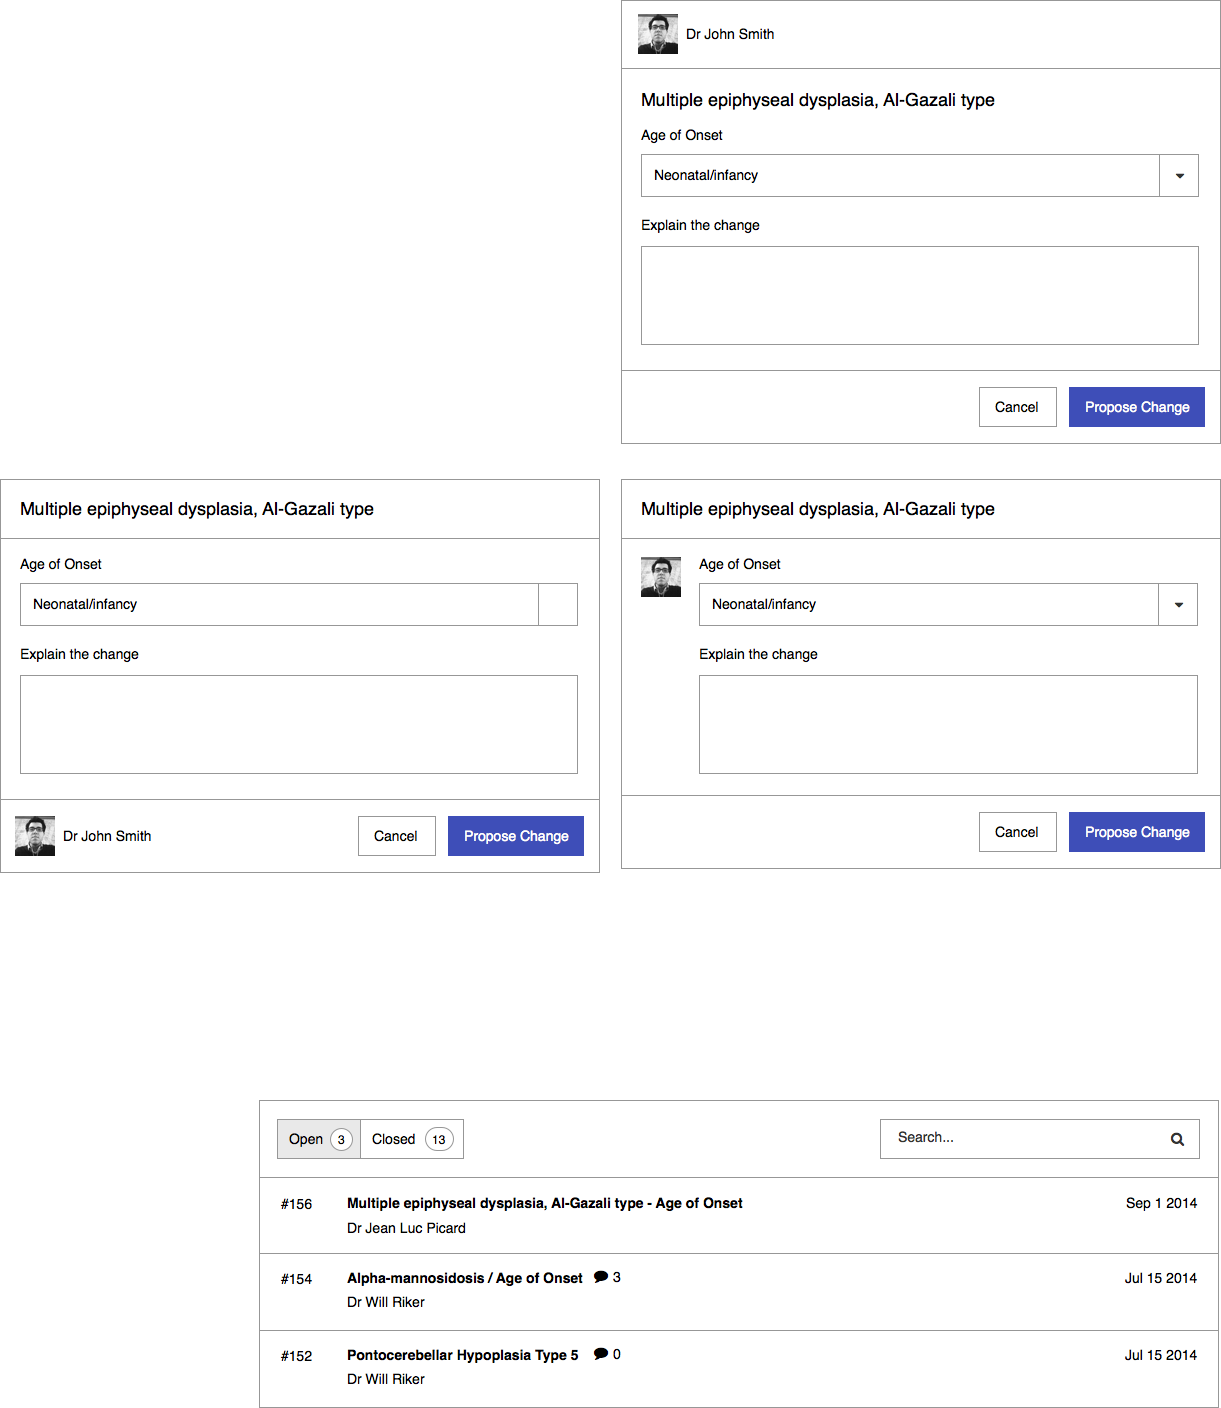 Dr John Smith
Multiple epiphyseal dysplasia, Al-Gazali type
Age of Onset
Neonatal/infancy
Explain the change
Cancel
Propose Change
Multiple epiphyseal dysplasia, Al-Gazali type
Age of Onset
Neonatal/infancy
Explain the change
Dr John Smith
Cancel
Propose Change
Multiple epiphyseal dysplasia, Al-Gazali type
Age of Onset
Neonatal/infancy
Explain the change
Cancel
Propose Change
Open 3
Closed 13
Search...
#156 Multiple epiphyseal dysplasia, Al-Gazali type - Age of Onset Sep 1 2014
Dr Jean Luc Picard
#154 Alpha-mannosidosis / Age of Onset 3 Jul 15 2014
Dr Will Riker
#152 Pontocerebellar Hypoplasia Type 5 0 Jul 15 2014
Dr Will Riker